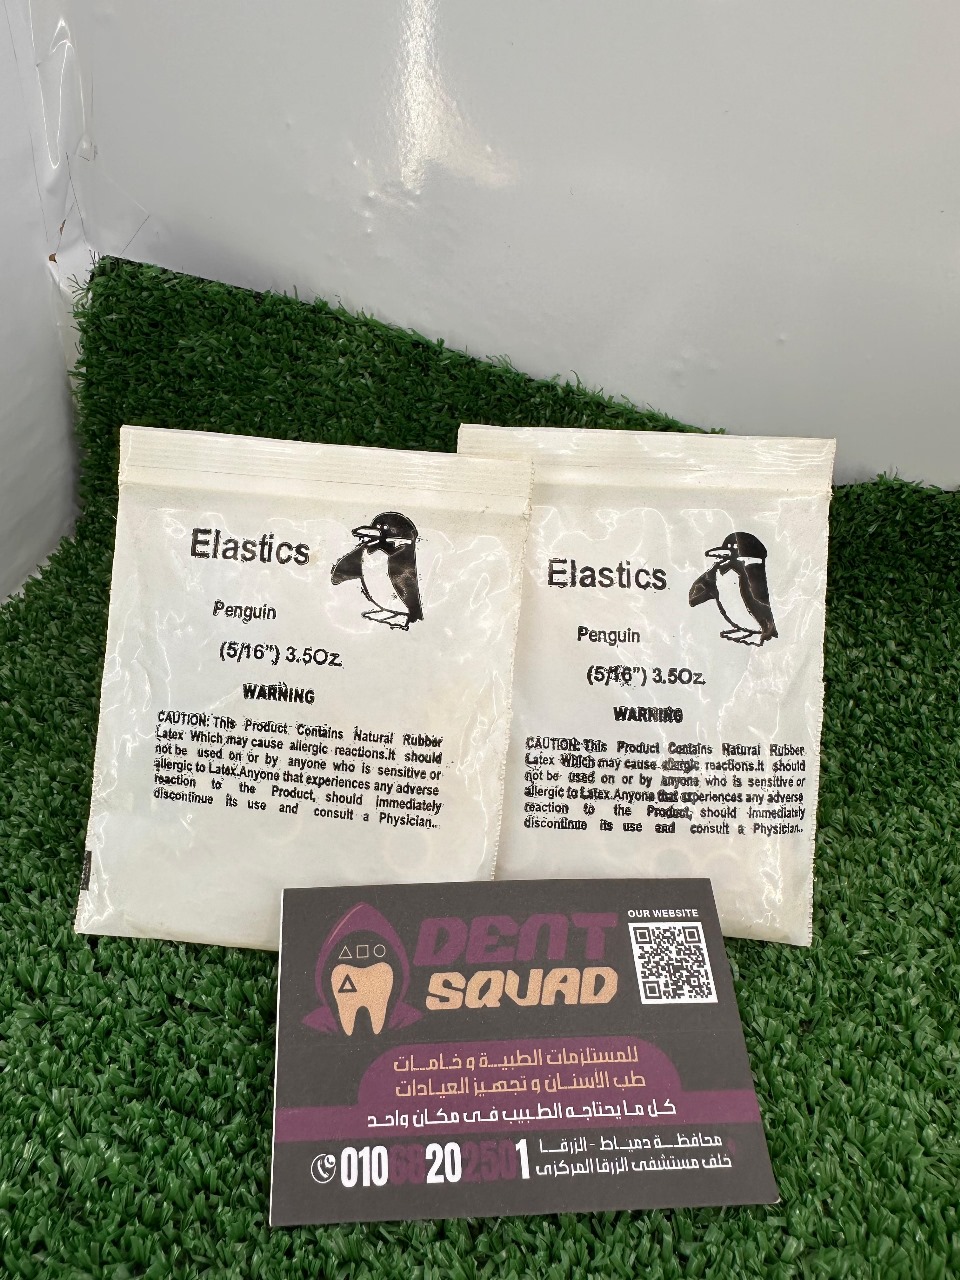 Elastics
Penguin
(5/16") 3.5Oz.
WARNING
CAUTION: This Product Contains Natural Rubber
Latex Which may cause allergic reactions.It should
not be used on or by anyone who is sensitive or
allergic to Latex.Anyone that experiences any adverse
reaction to the Product, should immediately
discontinue its use and consult a Physician..
Elastics
Penguin
(5/16") 3.5Oz.
WARNING
CAUTION: This Product Contains Natural Rubber
Latex Which may cause allergic reactions.It should
not be used on or by anyone who is sensitive or
allergic to Latex.Anyone that experiences any adverse
reaction to the Product, should immediately
discontinue its use and consult a Physician..
DENT
SQUAD
OUR WEBSITE
للمستلزمات الطبية و خامات
طب الأسنان و تجهيز العيادات
كل ما يحتاجه الطبيب فى مكان واحد
محافظة دمياط - الزرقا
خلف مستشفى الزرقا المركزى
01068202501